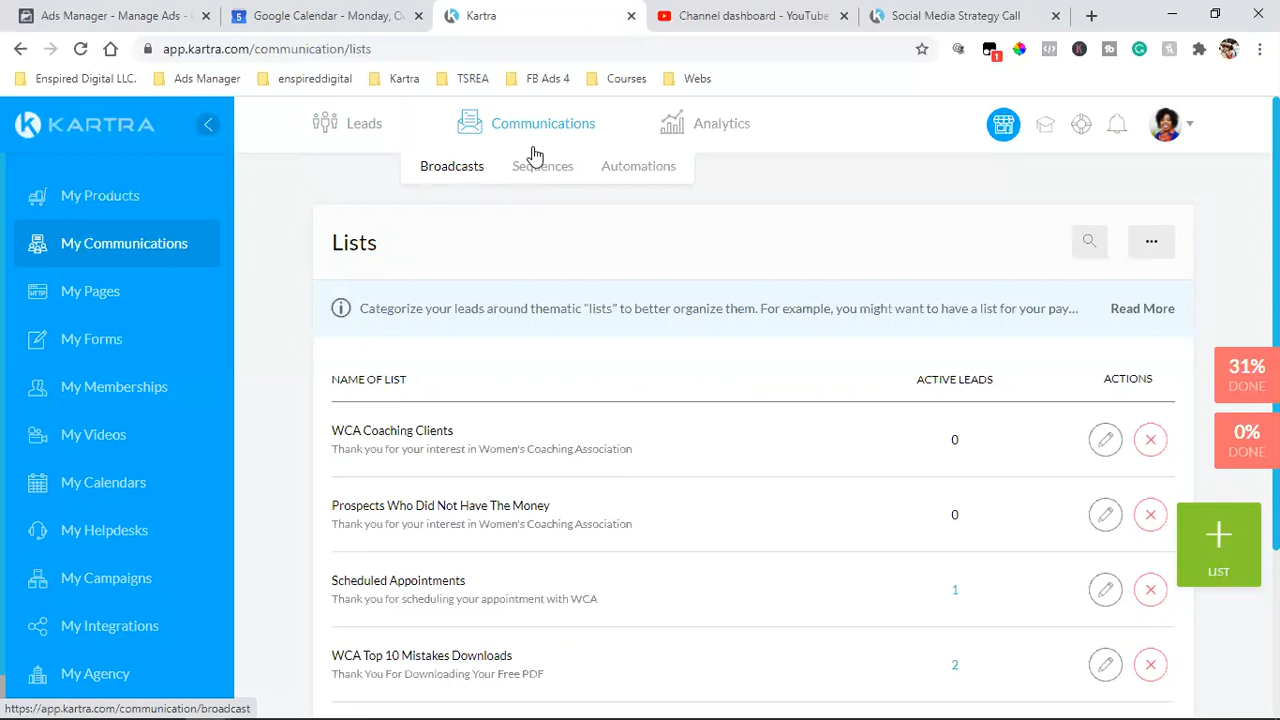 Ads Manager - Manage Ads -
Google Calendar - Monday,
Kartra
Channel dashboard - YouTube
Social Media Strategy Call
app.kartra.com/communication/lists
1
Enspired Digital LLC.
Ads Manager
enspireddigital
Kartra
TSREA
FB Ads 4
Courses
Webs
KARTRA
Leads
Communications
Analytics
Broadcasts
Sequences
Automations
My Products
My Communications
My Pages
My Forms
My Memberships
My Videos
My Calendars
My Helpdesks
My Campaigns
My Integrations
My Agency
Lists
Categorize your leads around thematic "lists" to better organize them. For example, you might want to have a list for your pay...
Read More
NAME OF LIST
ACTIVE LEADS
ACTIONS
WCA Coaching Clients
Thank you for your interest in Women's Coaching Association
0
Prospects Who Did Not Have The Money
Thank you for your interest in Women's Coaching Association
0
Scheduled Appointments
Thank you for scheduling your appointment with WCA
1
WCA Top 10 Mistakes Downloads
Thank You For Downloading Your Free PDF
2
31%
DONE
0%
DONE
LIST
https://app.kartra.com/communication/broadcast